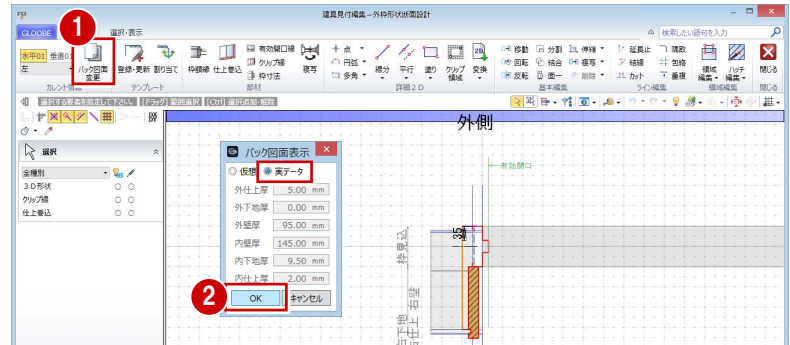 建具見付編集－外枠形状断面設計
GLOOBE
選択・表示
検索したい語句を入力
1
水平01 垂直0
左
バック図面
変更
登録・更新 割り当て
枠額縁 仕上巻込
有効開口線
クリップ線
枠寸法
複写
点
円弧
多角
線分
平行
塗り
クリップ
領域
変換
移動 分割 伸縮
回転 結合 複写
反転 面一 削除
延長止 隅取
結線 包絡
カット 重複
領域
編集
ハッチ
編集
閉じる
カレント情報
テンプレート
部材
詳細2D
基本編集
ライン編集
領域編集
閉じる
選択する要素を指定して下さい。 [ドラッグ]範囲選択 [Ctrl]選択追加・解除
選択
全種別
3D形状
クリップ線
仕上巻込
外側
有効開口
バック図面表示
仮想 実データ
外仕上厚 5.00 mm
外下地厚 0.00 mm
外壁厚 95.00 mm
内壁厚 145.00 mm
内下地厚 9.50 mm
内仕上厚 2.00 mm
2
OK キャンセル
35
枠見込
右壁